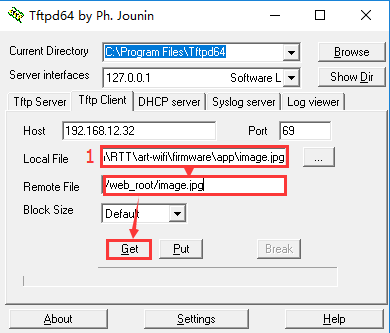 Tftpd64 by Ph. Jounin
Current Directory C:\Program Files\Tftpd64 Browse
Server interfaces 127.0.0.1 Software L Show Dir
Tftp Server Tftp Client DHCP server Syslog server Log viewer
Host 192.168.12.32 Port 69
Local File 1 \RTT\art-wifi\firmware\app\image.jpg ...
Remote File /web_root/image.jpg
Block Size Default
Get Put Break
About Settings Help